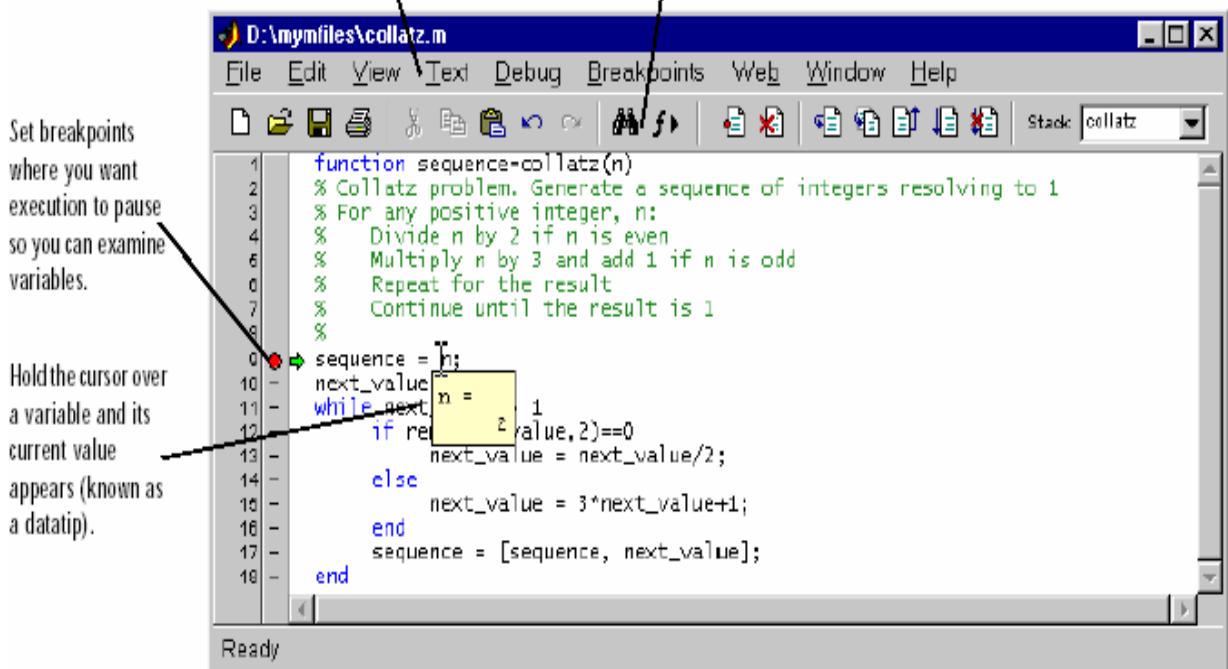 D:\mymfiles\collatz.m
File Edit View Text Debug Breakpoints Web Window Help
Stack: collatz
Set breakpoints
where you want
execution to pause
so you can examine
variables.
Hold the cursor over
a variable and its
current value
appears (known as
a datatip).
1 function sequence=collatz(n)
2 % Collatz problem. Generate a sequence of integers resolving to 1
3 % For any positive integer, n:
4 % Divide n by 2 if n is even
5 % Multiply n by 3 and add 1 if n is odd
6 % Repeat for the result
7 % Continue until the result is 1
8 %
9 sequence = n;
10 - next_value
11 - while next_ 1
12 - if re value,2)==0
13 - next_value = next_value/2;
14 - else
15 - next_value = 3*next_value+1;
16 - end
17 - sequence = [sequence, next_value];
18 - end
n =
2
Ready